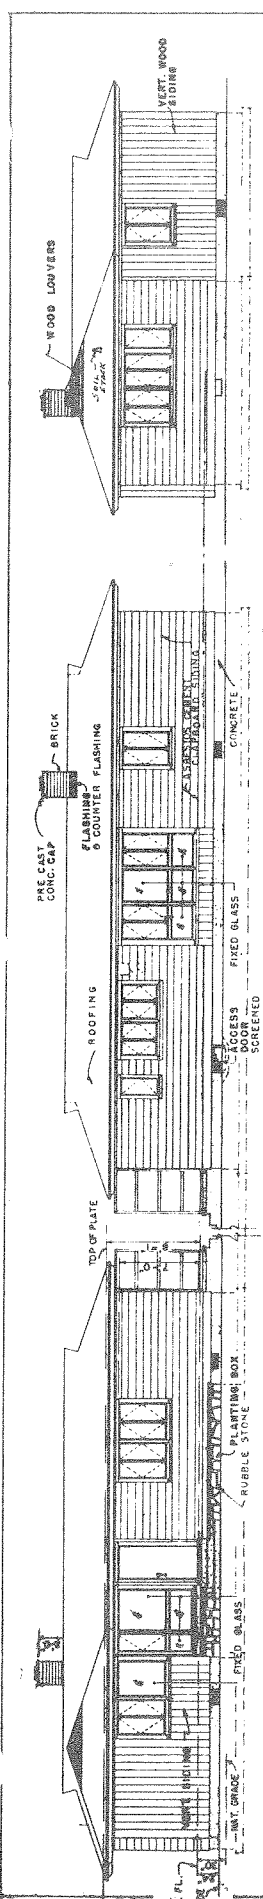 VERT. WOOD
SIDING
WOOD LOUVERS
SOIL
STACK
PRE CAST
CONC. CAP
BRICK
FLASHING
& COUNTER FLASHING
ROOFING
ASBESTOS CEMENT
CLAPBOARD SIDING
CONCRETE
FIXED GLASS
ACCESS
DOOR
SCREENED
TOP OF PLATE
PLANTING BOX
RUBBLE STONE
FIXED GLASS
VERT. SIDING
NAT. GRADE
FL.